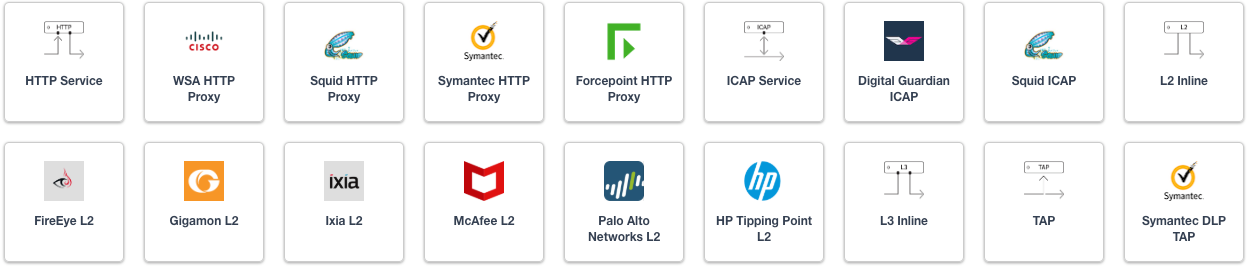 HTTP
HTTP Service
CISCO
WSA HTTP
Proxy
Squid HTTP
Proxy
Symantec.
Symantec HTTP
Proxy
Forcepoint HTTP
Proxy
ICAP
ICAP Service
Digital Guardian
ICAP
Squid ICAP
L2
L2 Inline
FireEye L2
Gigamon L2
ixia
Ixia L2
McAfee L2
Palo Alto
Networks L2
hp
HP Tipping Point
L2
L3
L3 Inline
TAP
TAP
Symantec.
Symantec DLP
TAP